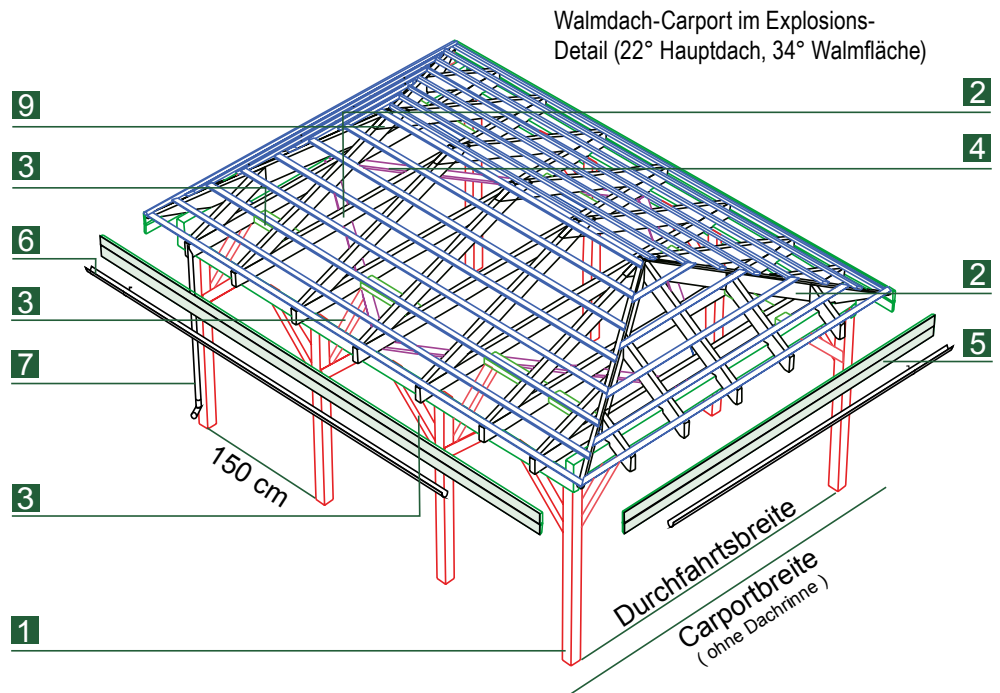 Walmdach-Carport im Explosions-
Detail (22° Hauptdach, 34° Walmfläche)
9
2
3
4
6
2
3
5
7
150 cm
3
Durchfahrtsbreite
Carportbreite
( ohne Dachrinne )
1